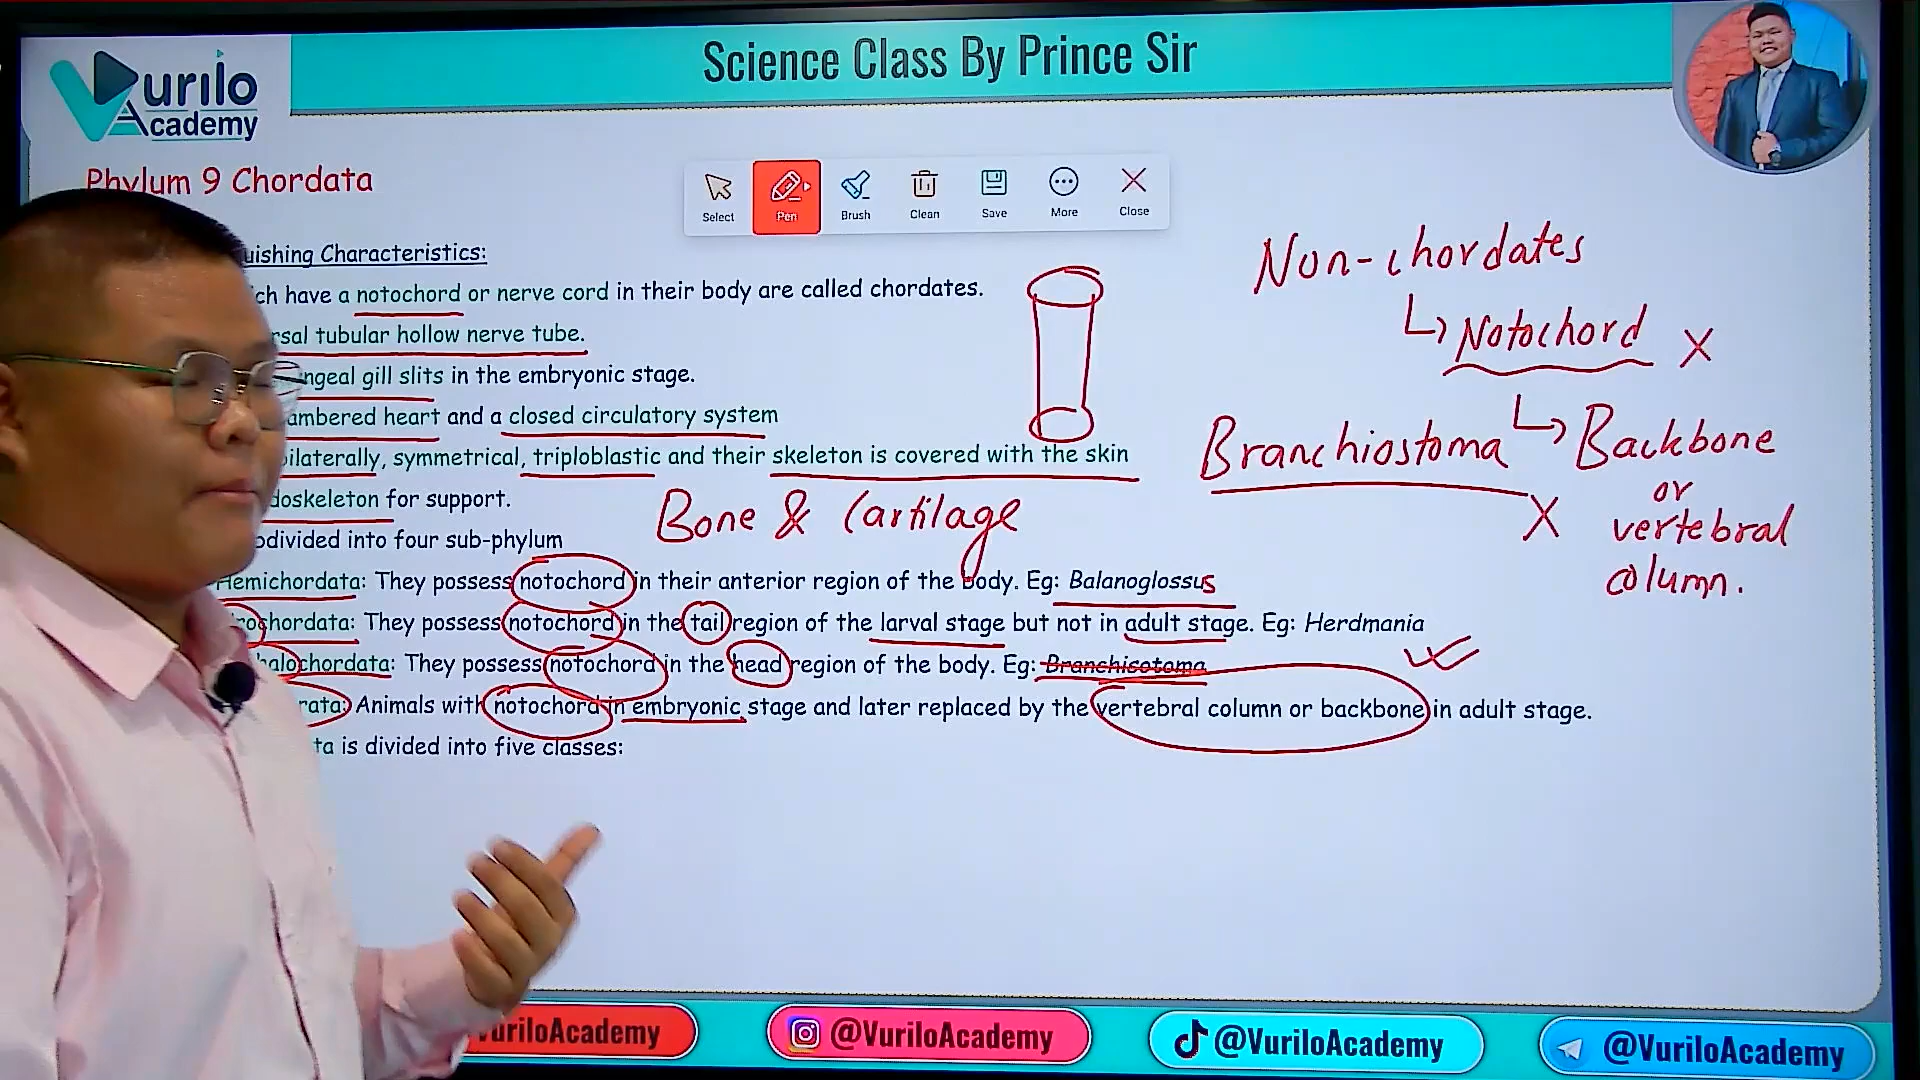 Vurilo Academy
Science Class By Prince Sir
Phylum 9 Chordata
Select Pen Brush Clean Save More Close
uishing Characteristics:
ch have a notochord or nerve cord in their body are called chordates.
rsal tubular hollow nerve tube.
ngeal gill slits in the embryonic stage.
ambered heart and a closed circulatory system
ilaterally, symmetrical, triploblastic and their skeleton is covered with the skin
doskeleton for support.
Bone & Cartilage
divided into four sub-phylum
Hemichordata: They possess notochord in their anterior region of the body. Eg: Balanoglossus
rochordata: They possess notochord in the tail region of the larval stage but not in adult stage. Eg: Herdmania
halochordata: They possess notochord in the head region of the body. Eg: Branchisotoma
rata: Animals with notochord in embryonic stage and later replaced by the vertebral column or backbone in adult stage.
ta is divided into five classes:
Non-chordates
Notochord X
Branchiostoma
Backbone
or
X vertebral
column.
VuriloAcademy
@VuriloAcademy
@VuriloAcademy
@VuriloAcademy